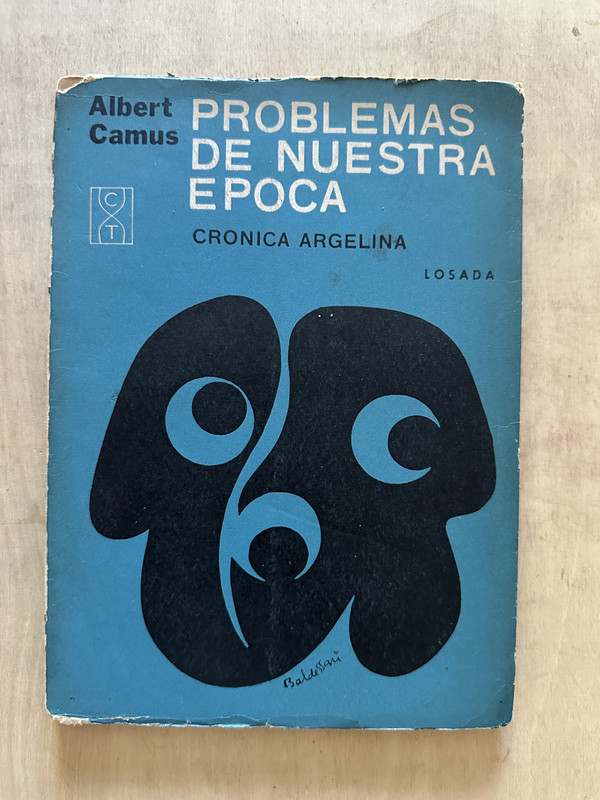 Albert
Camus
PROBLEMAS
DE NUESTRA
EPOCA
CRONICA ARGELINA
LOSADA
C
T
Baldessari